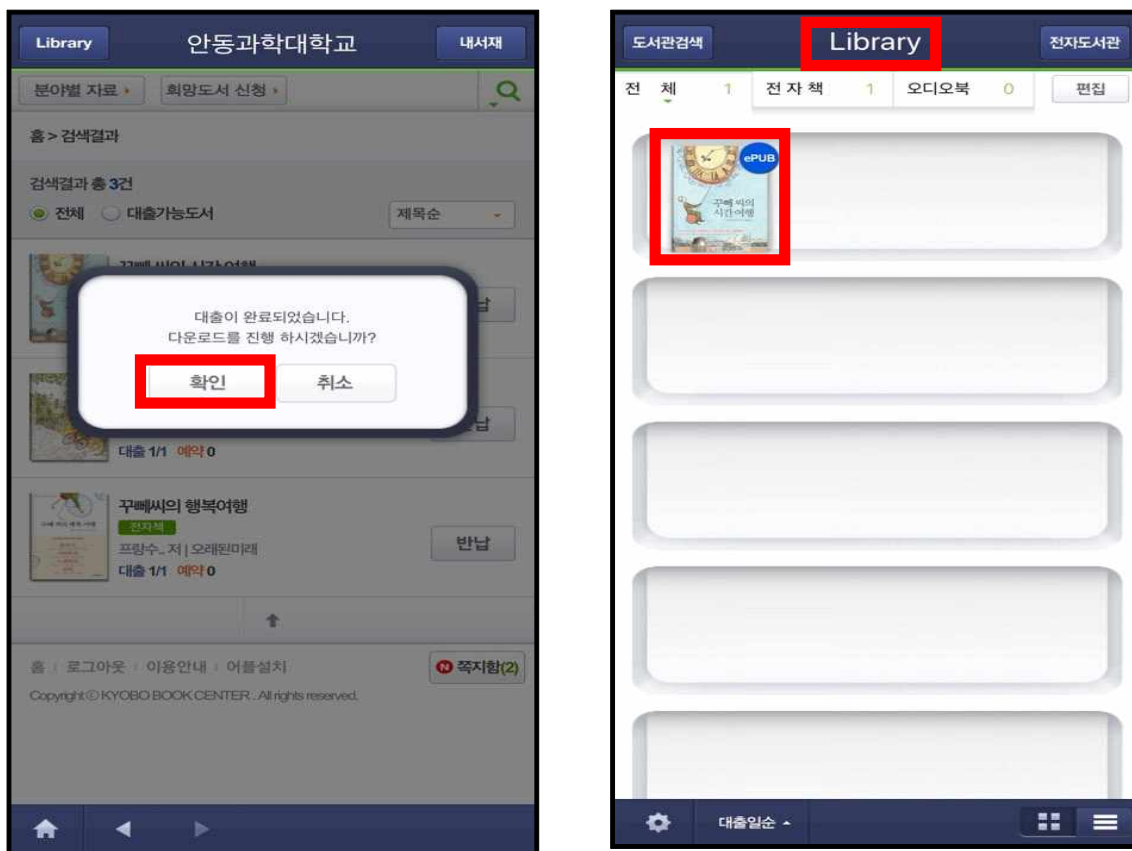 Library
안동과학대학교
내서재
분야별 자료
희망도서 신청
홈 > 검색결과
검색결과 총 3건
전체
대출가능도서
제목순
꾸뻬 씨의 시간 여행
대출이 완료되었습니다.
다운로드를 진행 하시겠습니까?
확인
취소
대출 1/1 예약 0
꾸뻬씨의 행복여행
전자책
프랑수.. 저 | 오래된미래
대출 1/1 예약 0
반납
홈 | 로그아웃 | 이용안내 | 어플설치
N 쪽지함(2)
Copyright © KYOBO BOOK CENTER . All rights reserved.
도서관검색
Library
전자도서관
전 체 1
전 자 책 1
오디오북 0
편집
ePUB
꾸뻬 씨의
시간 여행
대출일순